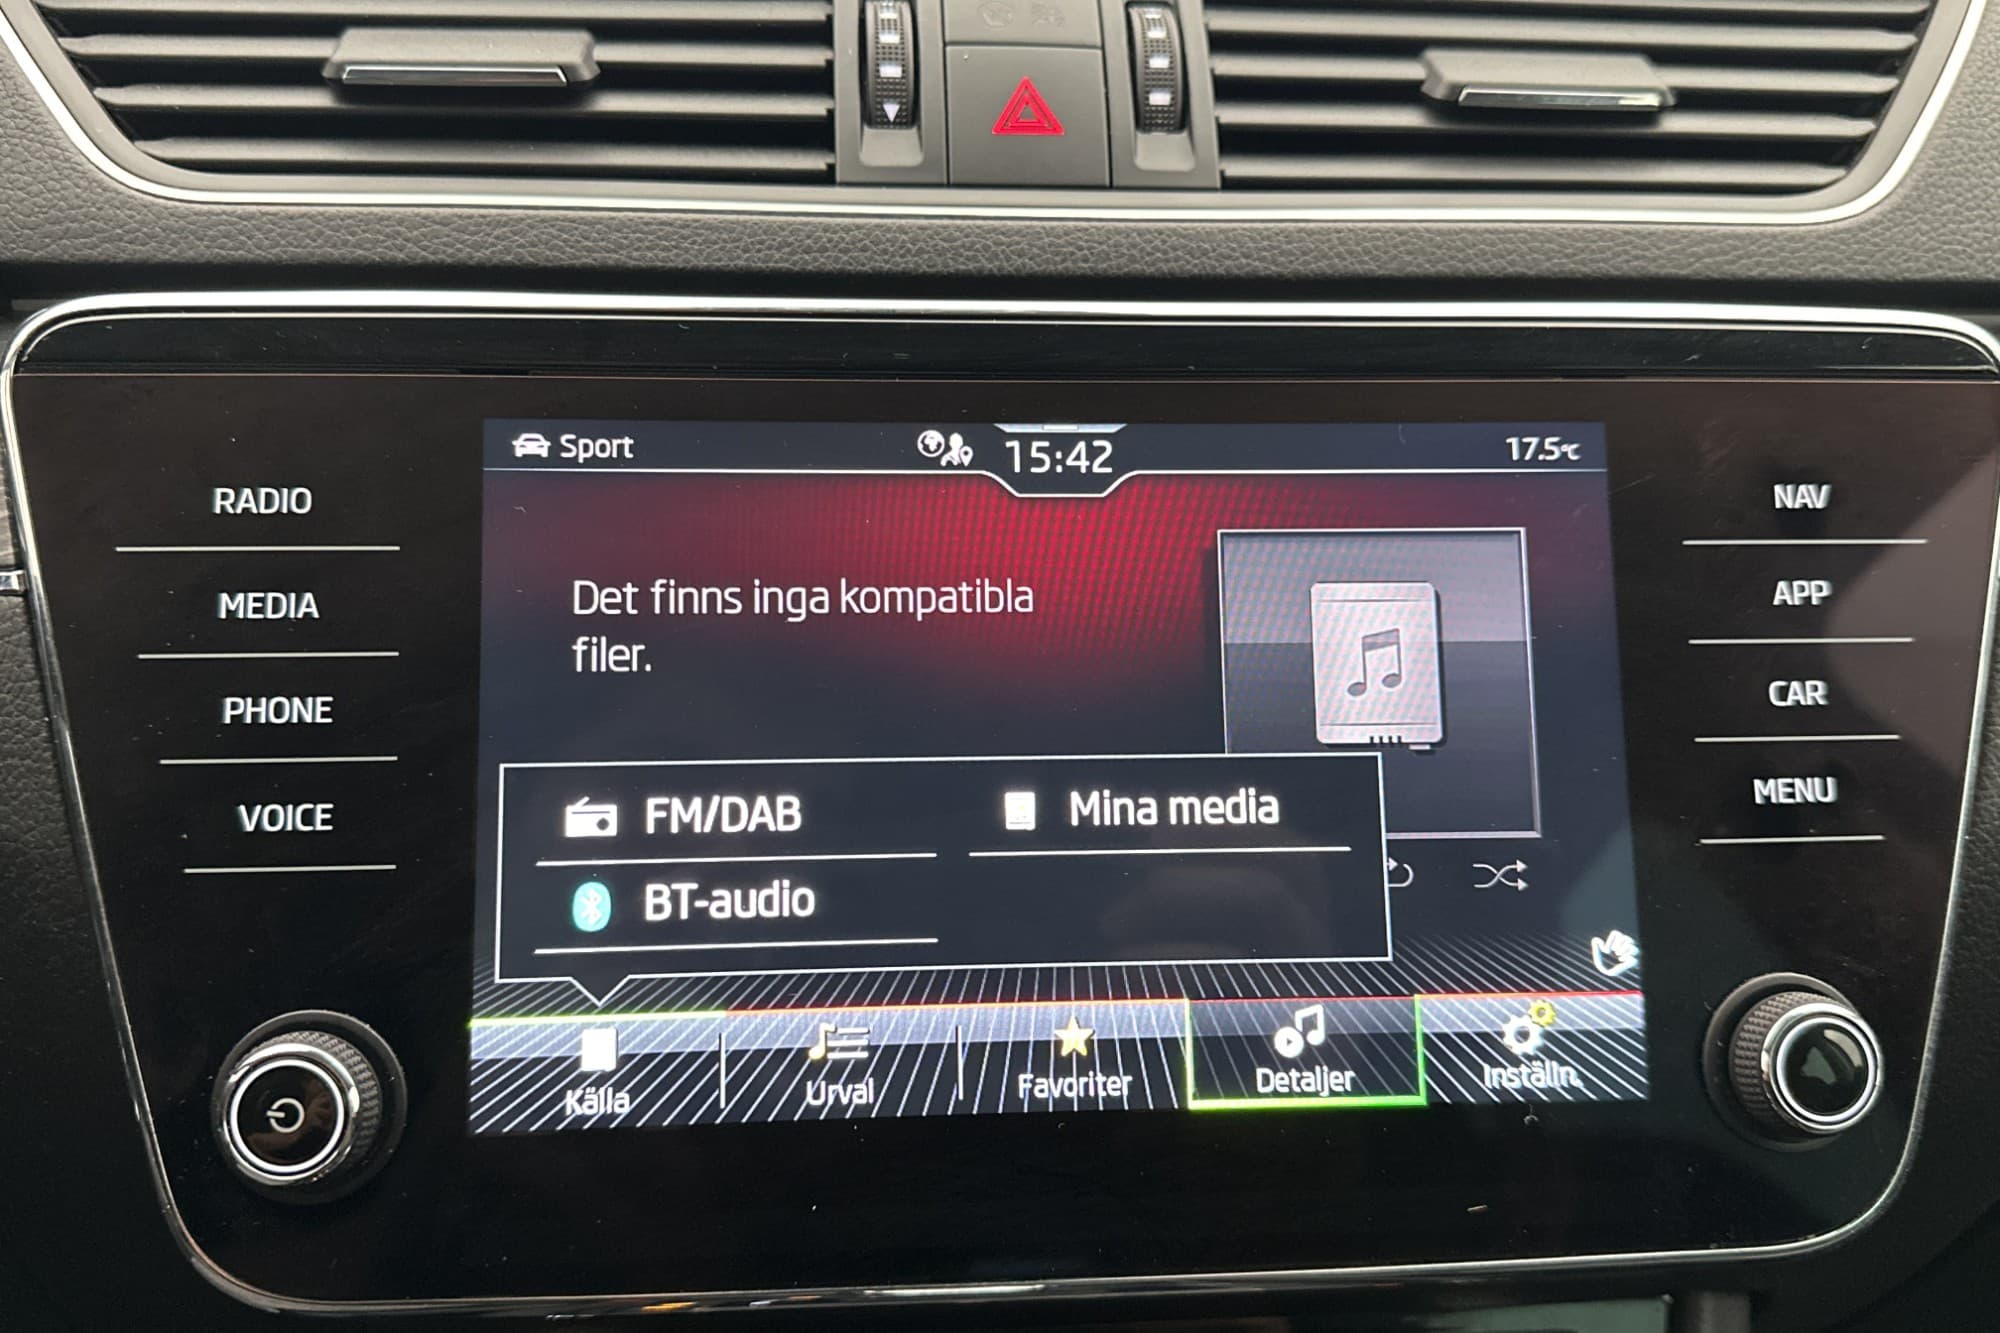 Sport
15:42
17.5°C
RADIO
MEDIA
PHONE
VOICE
NAV
APP
CAR
MENU
Det finns inga kompatibla
filer.
FM/DAB
Mina media
BT-audio
Källa
Urval
Favoriter
Detaljer
Inställn.